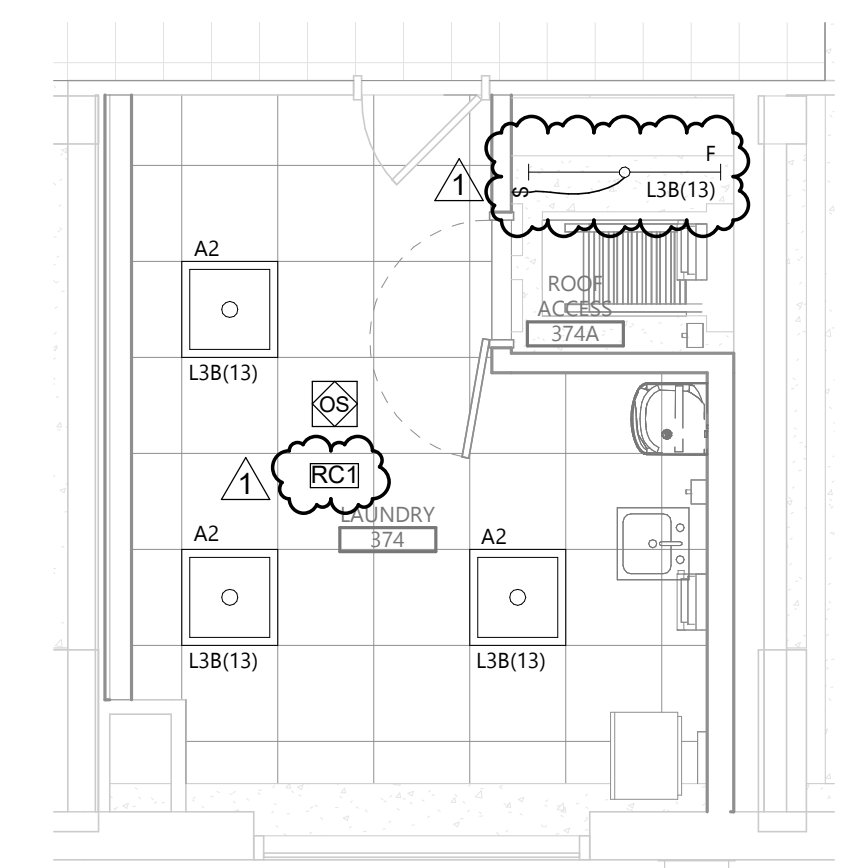 F
1
S
L3B(13)
A2
ROOF
ACCESS
374A
L3B(13)
OS
RC1
1
LAUNDRY
374
A2
A2
L3B(13)
L3B(13)